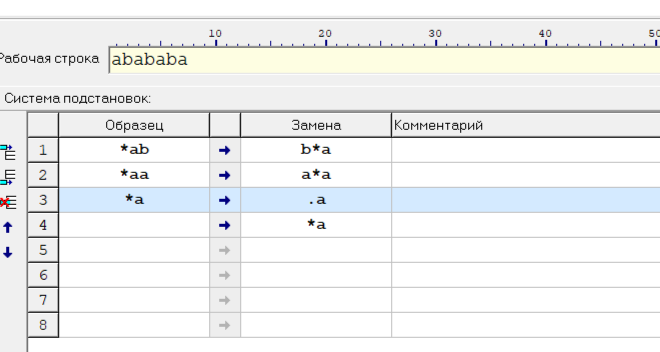 10 20 30 40 50
Рабочая строка abababa
Система подстановок:
Образец Замена Комментарий
1 *ab → b*a
2 *aa → a*a
3 *a → .a
4 → *a
5 →
6 →
7 →
8 →